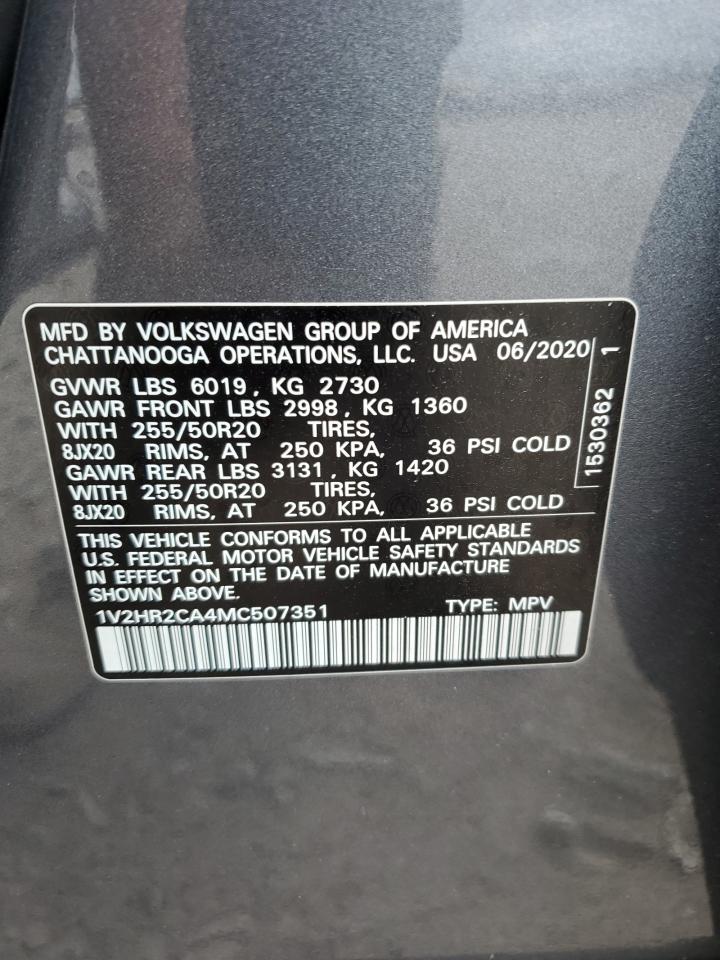 MFD BY VOLKSWAGEN GROUP OF AMERICA
CHATTANOOGA OPERATIONS, LLC. USA 06/2020
GVWR LBS 6019, KG 2730
GAWR FRONT LBS 2998, KG 1360
WITH 255/50R20 TIRES,
8JX20 RIMS, AT 250 KPA, 36 PSI COLD
GAWR REAR LBS 3131, KG 1420
WITH 255/50R20 TIRES,
8JX20 RIMS, AT 250 KPA, 36 PSI COLD
THIS VEHICLE CONFORMS TO ALL APPLICABLE
U.S. FEDERAL MOTOR VEHICLE SAFETY STANDARDS
IN EFFECT ON THE DATE OF MANUFACTURE
SHOWN ABOVE.
1V2HR2CA4MC507351 TYPE: MPV
1530362 1